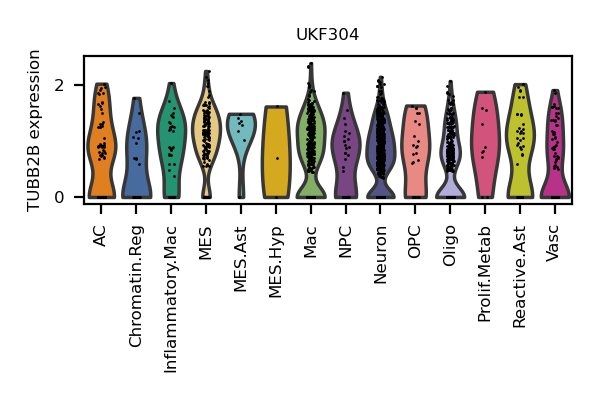 UKF304
TUBB2B expression
2
0
AC
Chromatin.Reg
Inflammatory.Mac
MES
MES.Ast
MES.Hyp
Mac
NPC
Neuron
OPC
Oligo
Prolif.Metab
Reactive.Ast
Vasc